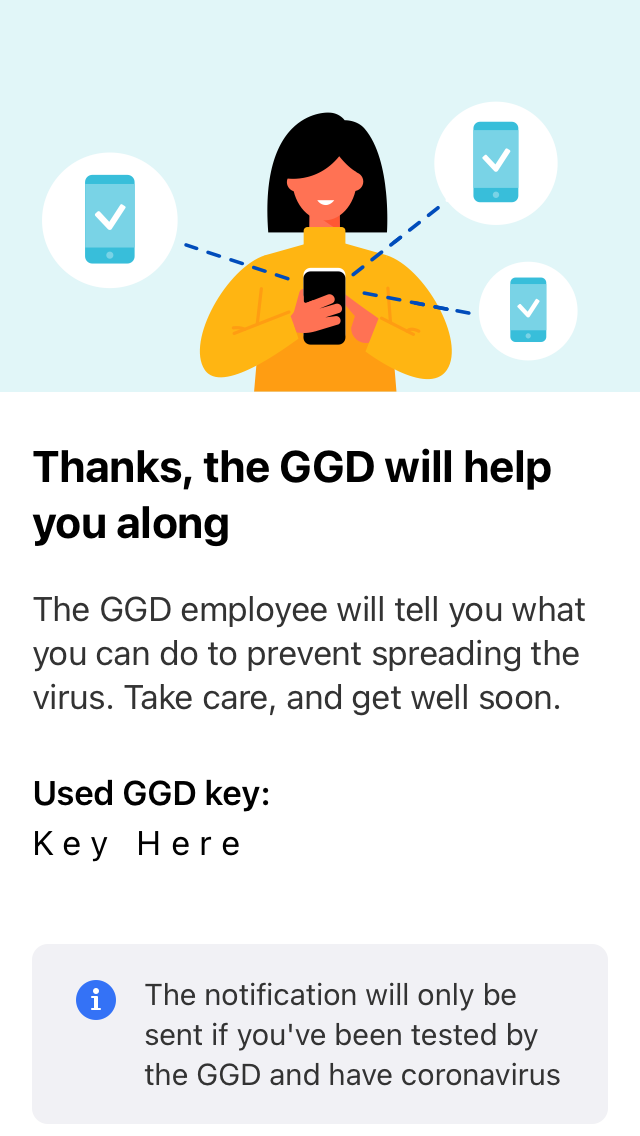 Thanks, the GGD will help
you along
The GGD employee will tell you what
you can do to prevent spreading the
virus. Take care, and get well soon.
Used GGD key:
Key Here
The notification will only be
sent if you've been tested by
the GGD and have coronavirus